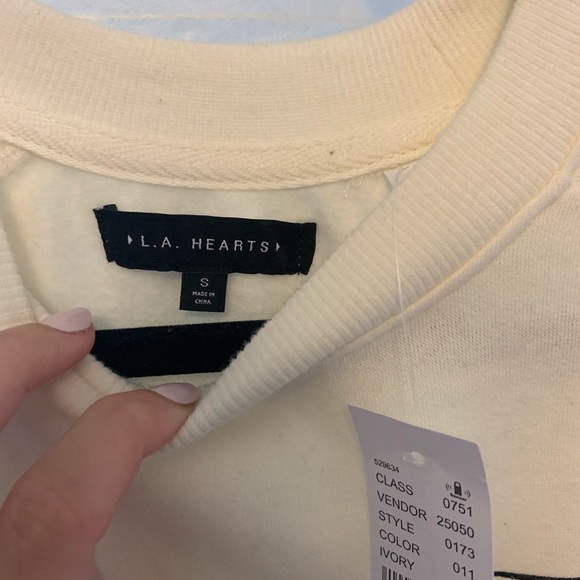 L.A. HEARTS
S
MADE IN
CHINA
529634
CLASS 0751
VENDOR 25050
STYLE 0173
COLOR 011
IVORY